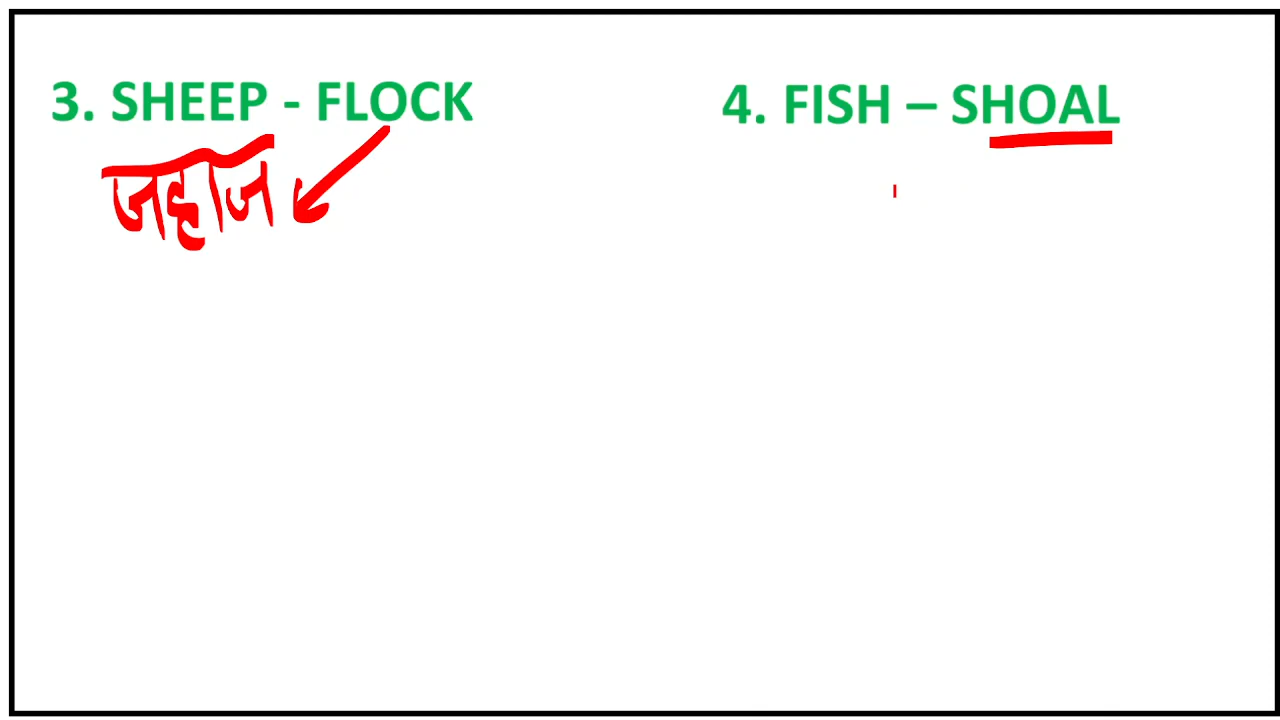 3. SHEEP - FLOCK
जहाज
4. FISH – SHOAL